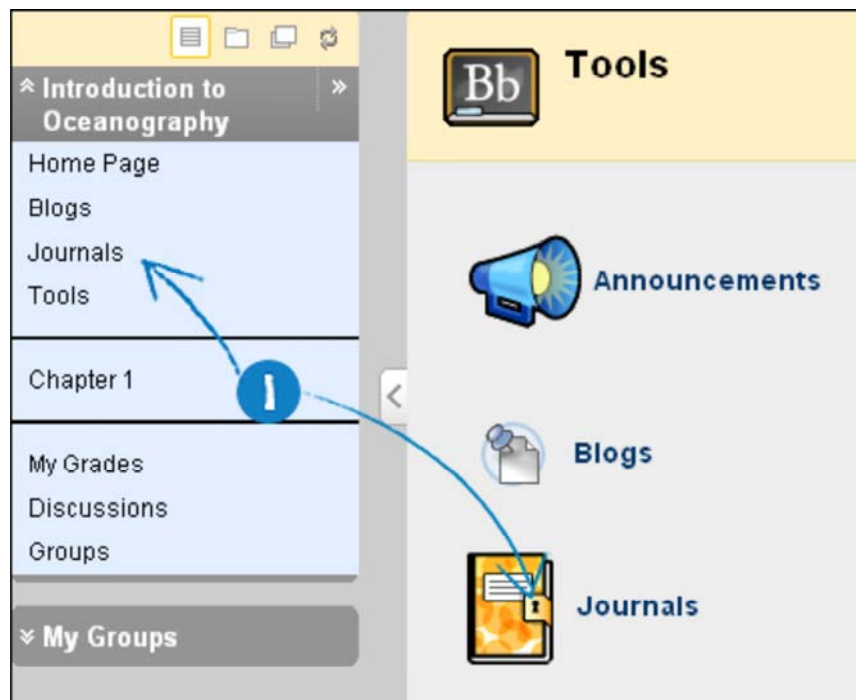 Introduction to
Oceanography
Home Page
Blogs
Journals
Tools
Chapter 1
My Grades
Discussions
Groups
My Groups
1
Bb
Tools
Announcements
Blogs
Journals